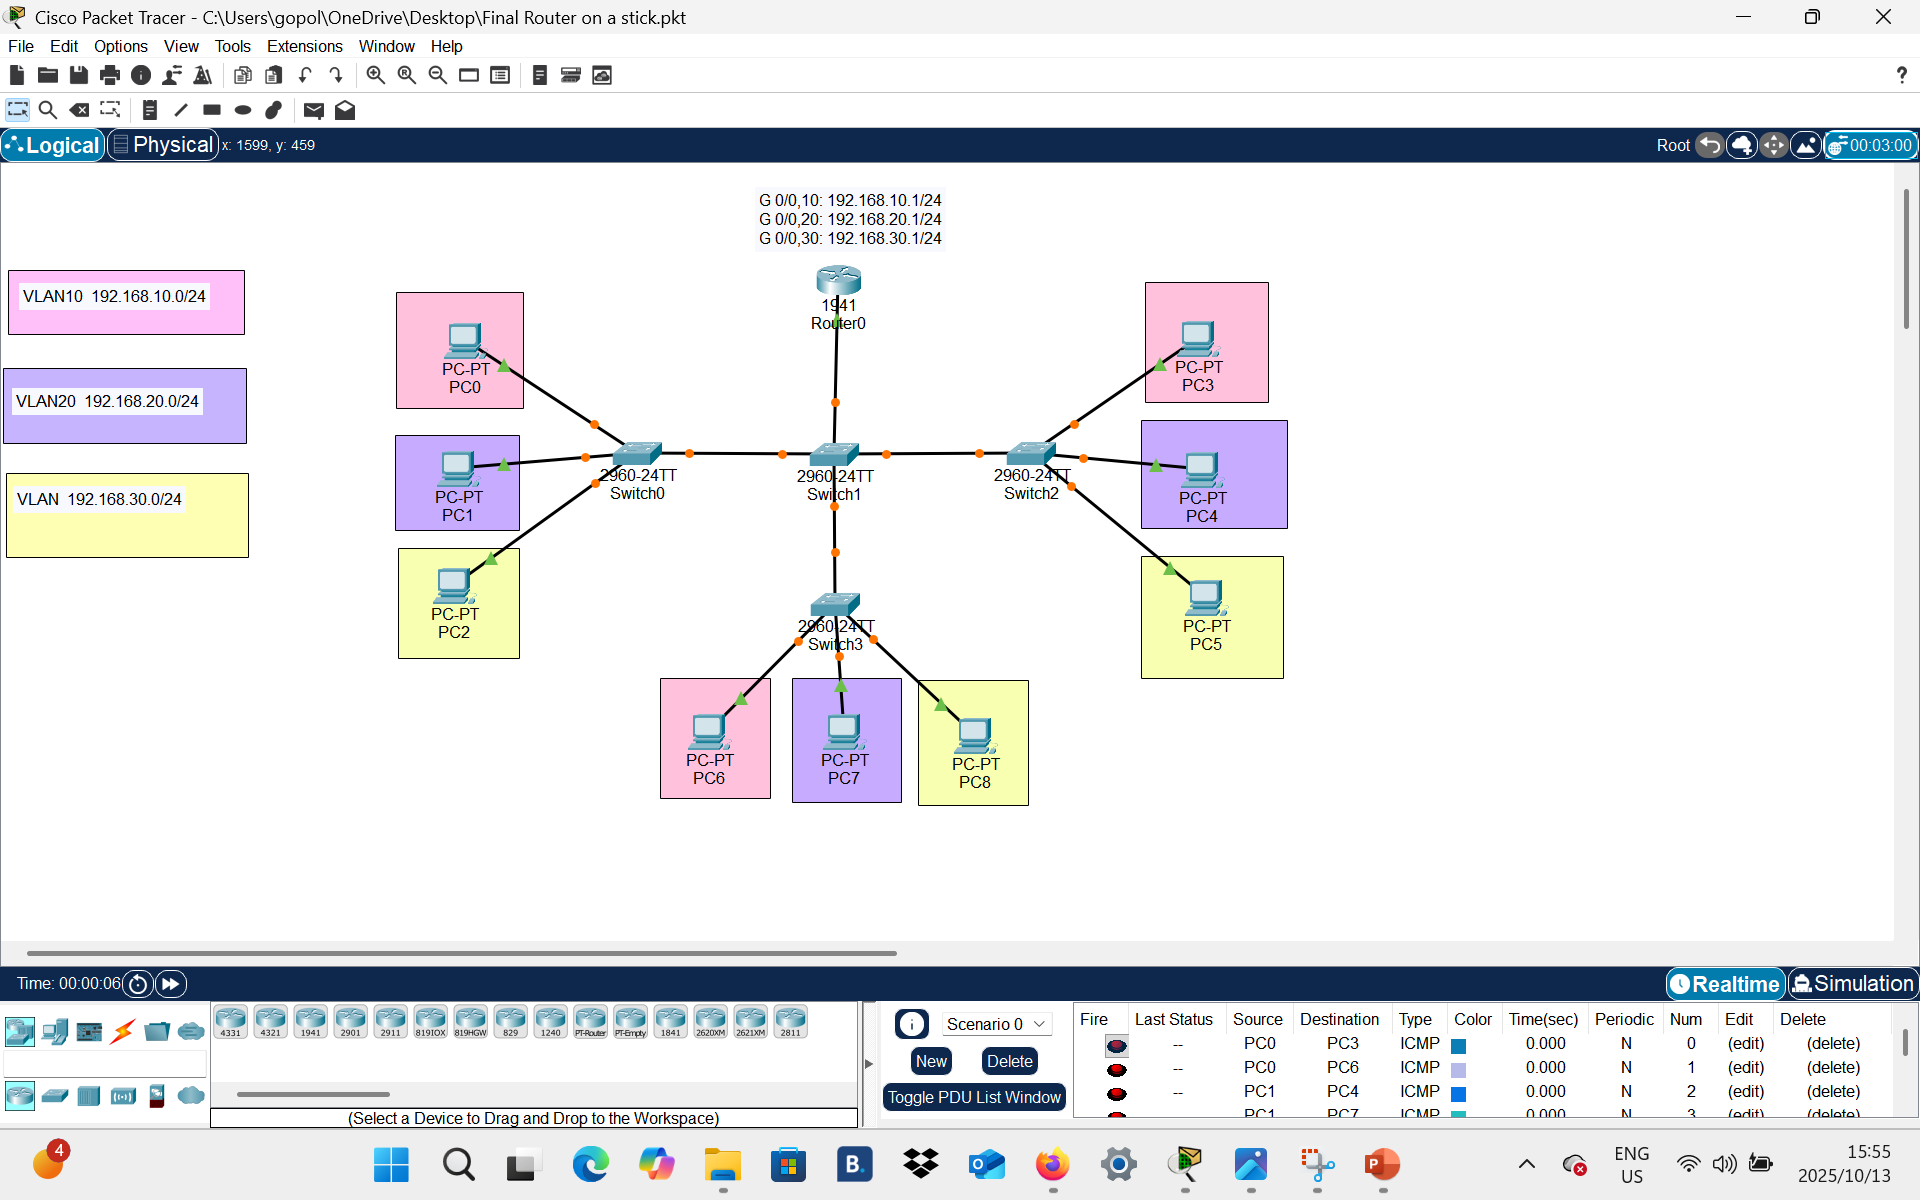 Cisco Packet Tracer - C:\Users\gopol\OneDrive\Desktop\Final Router on a stick.pkt
File Edit Options View Tools Extensions Window Help
?
Logical Physical x: 1599, y: 459 Root 00:03:00
G 0/0,10: 192.168.10.1/24
G 0/0,20: 192.168.20.1/24
G 0/0,30: 192.168.30.1/24
VLAN10 192.168.10.0/24
VLAN20 192.168.20.0/24
VLAN 192.168.30.0/24
1941
Router0
PC-PT
PC0
PC-PT
PC1
PC-PT
PC2
2960-24TT
Switch0
2960-24TT
Switch1
2960-24TT
Switch2
PC-PT
PC3
PC-PT
PC4
PC-PT
PC5
2960-24TT
Switch3
PC-PT
PC6
PC-PT
PC7
PC-PT
PC8
Time: 00:00:06 Realtime Simulation
4331 4321 1941 2901 2911 819IOX 819HGW 829 1240 PT-Router PT-Empty 1841 2620XM 2621XM 2811
(Select a Device to Drag and Drop to the Workspace)
Scenario 0
New Delete
Toggle PDU List Window
Fire Last Status Source Destination Type Color Time(sec) Periodic Num Edit Delete
-- PC0 PC3 ICMP 0.000 N 0 (edit) (delete)
-- PC0 PC6 ICMP 0.000 N 1 (edit) (delete)
-- PC1 PC4 ICMP 0.000 N 2 (edit) (delete)
PC1 PC7 ICMP 0.000 N 3 (edit) (delete)
4
B.
ENG
US
15:55
2025/10/13